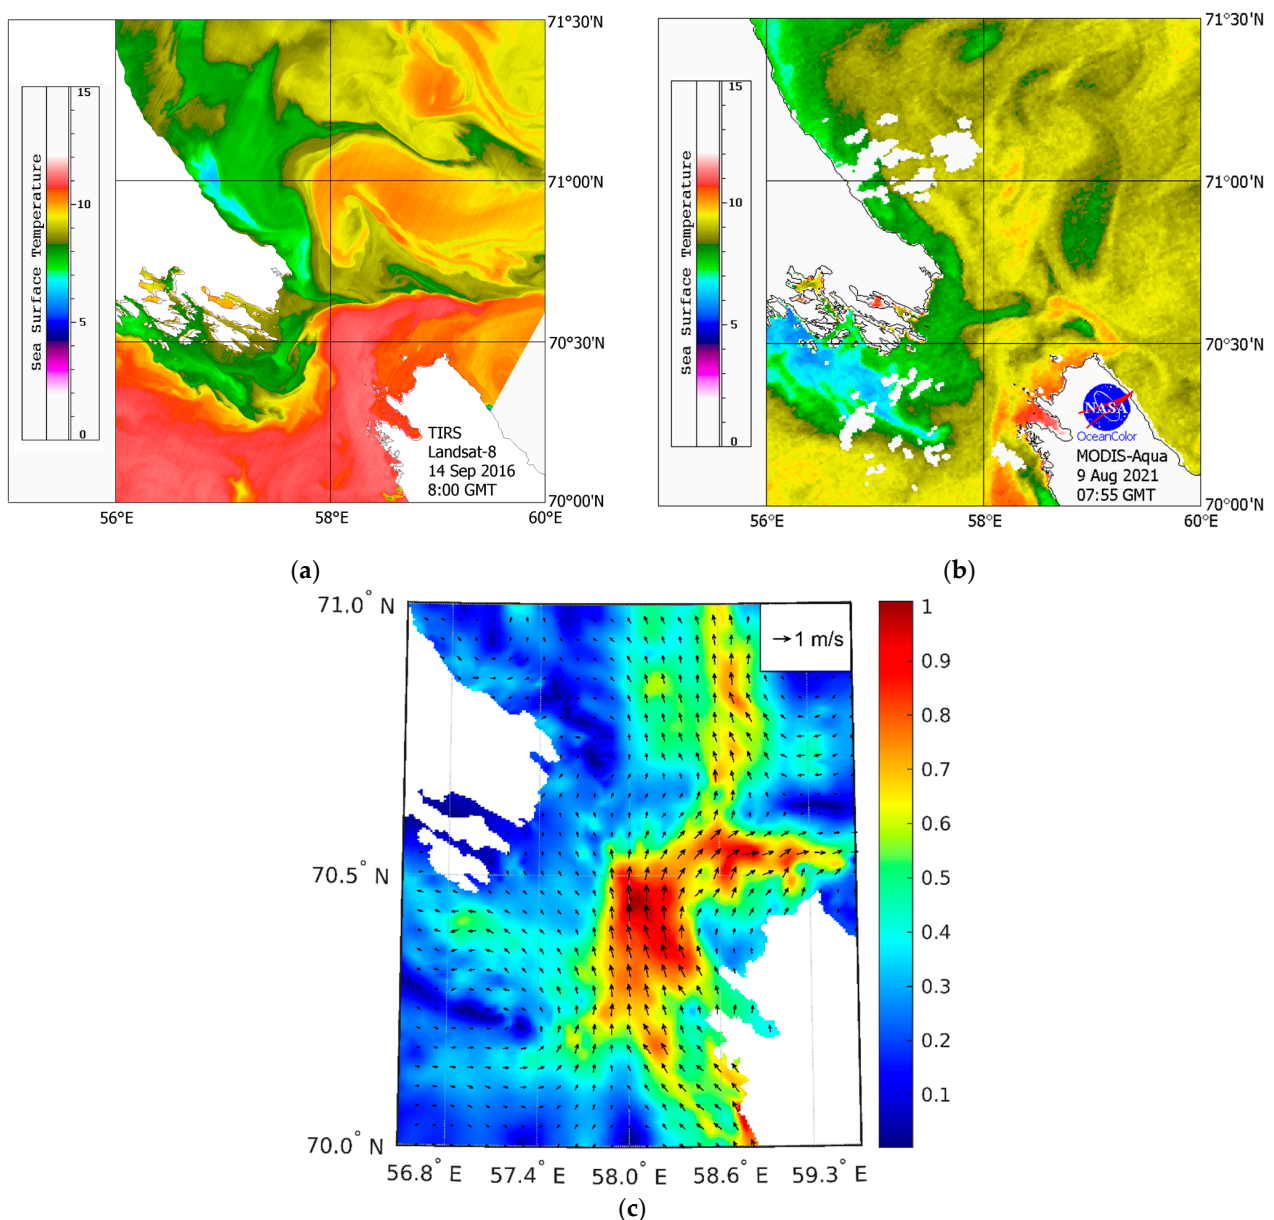 71°30'N
71°00'N
70°30'N
70°00'N
56°E
58°E
60°E
Sea Surface Temperature
15
10
5
0
TIRS
Landsat-8
14 Sep 2016
8:00 GMT
(a)
71°30'N
71°00'N
70°30'N
70°00'N
56°E
58°E
60°E
Sea Surface Temperature
15
10
5
0
NASA
OceanColor
MODIS-Aqua
9 Aug 2021
07:55 GMT
(b)
71.0° N
70.5° N
70.0° N
56.8° E
57.4° E
58.0° E
58.6° E
59.3° E
1 m/s
1
0.9
0.8
0.7
0.6
0.5
0.4
0.3
0.2
0.1
(c)